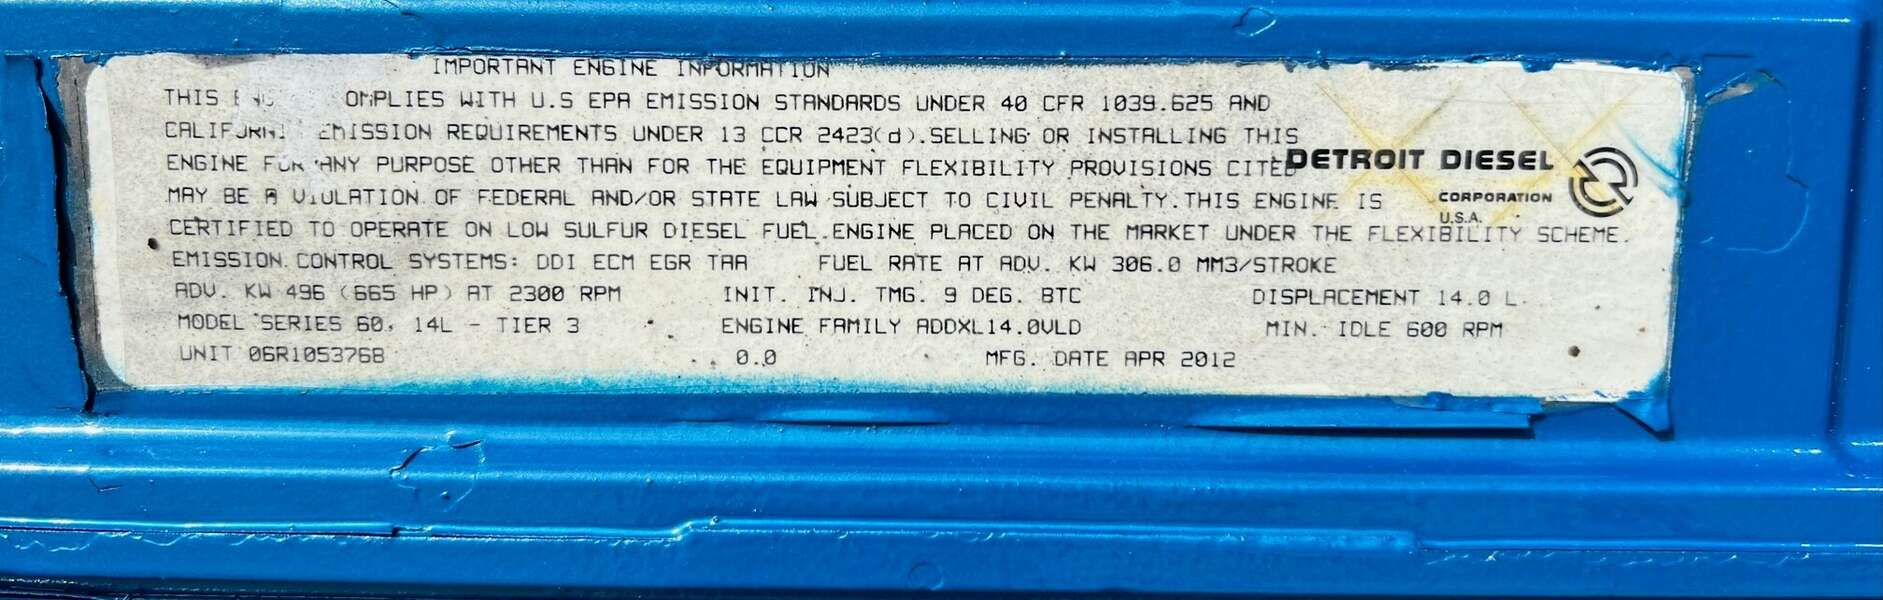 IMPORTANT ENGINE INFORMATION
THIS COMPLIES WITH U.S EPA EMISSION STANDARDS UNDER 40 CFR 1039.625 AND
CALIFORNI EMISSION REQUIREMENTS UNDER 13 CCR 2423(d).SELLING OR INSTALLING THIS
ENGINE FOR ANY PURPOSE OTHER THAN FOR THE EQUIPMENT FLEXIBILITY PROVISIONS CITED
MAY BE A VIOLATION OF FEDERAL AND/OR STATE LAW SUBJECT TO CIVIL PENALTY.THIS ENGINE IS
CERTIFIED TO OPERATE ON LOW SULFUR DIESEL FUEL.ENGINE PLACED ON THE MARKET UNDER THE FLEXIBILITY SCHEME.
EMISSION CONTROL SYSTEMS: DDI ECM EGR TAA FUEL RATE AT ADV. KW 306.0 MM3/STROKE
ADV. KW 496 (665 HP) AT 2300 RPM INIT. INJ. TMG. 9 DEG. BTC DISPLACEMENT 14.0 L
MODEL SERIES 60, 14L - TIER 3 ENGINE FAMILY ADDXL14.0VLD MIN. IDLE 600 RPM
UNIT 06R1053768 0.0 MFG. DATE APR 2012
DETROIT DIESEL
CORPORATION
U.S.A.